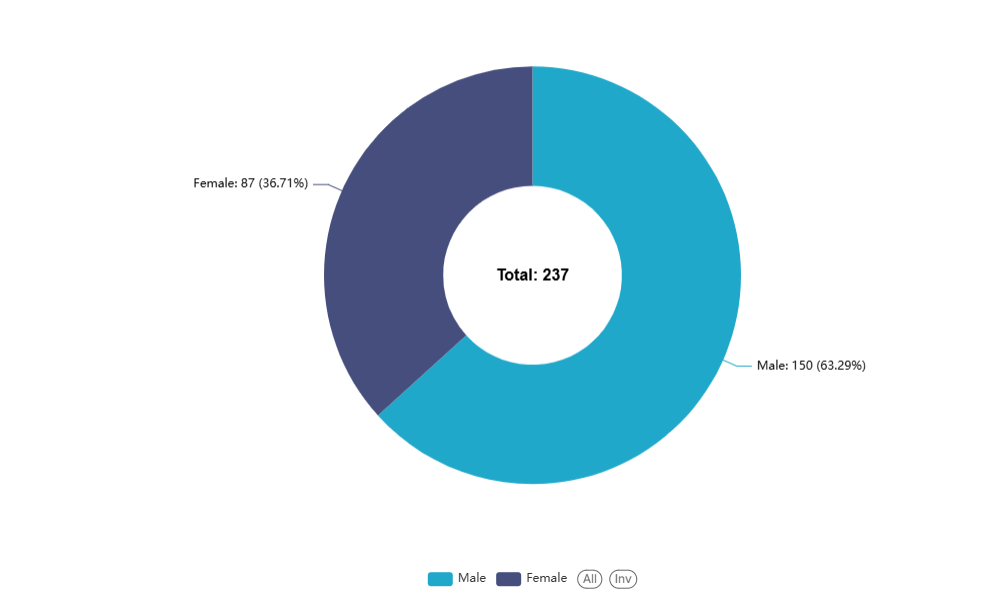 Female: 87 (36.71%)
Total: 237
Male: 150 (63.29%)
Male Female All Inv